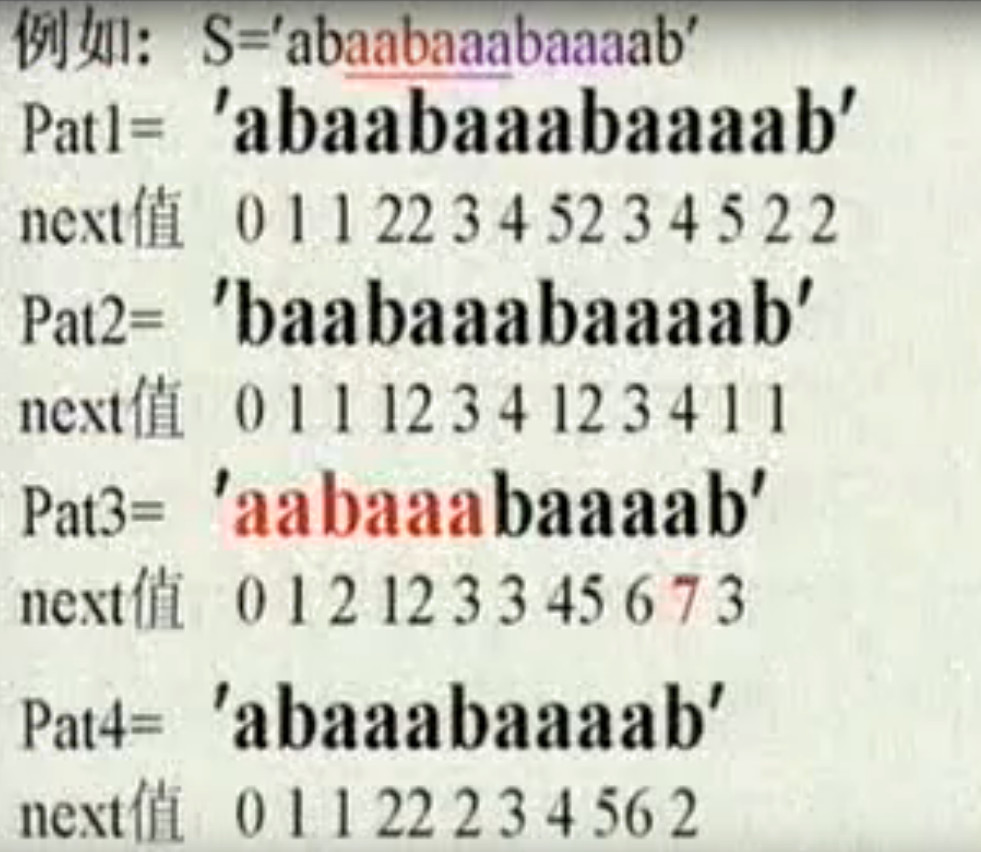 例如: S='abaabaaabaaaab'
Pat1= 'abaabaaabaaaab'
next值 0 1 1 22 3 4 52 3 4 5 2 2
Pat2= 'baabaaabaaaab'
next值 0 1 1 12 3 4 12 3 4 1 1
Pat3= 'aabaaabaaaab'
next值 0 1 2 12 3 3 45 6 7 3
Pat4= 'abaaabaaaab'
next值 0 1 1 22 2 3 4 56 2